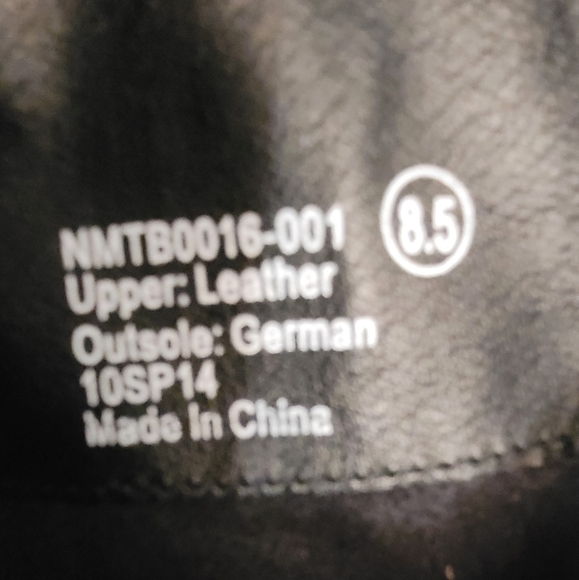 NMTB0016-001 8.5
Upper: Leather
Outsole: German
10SP14
Made In China